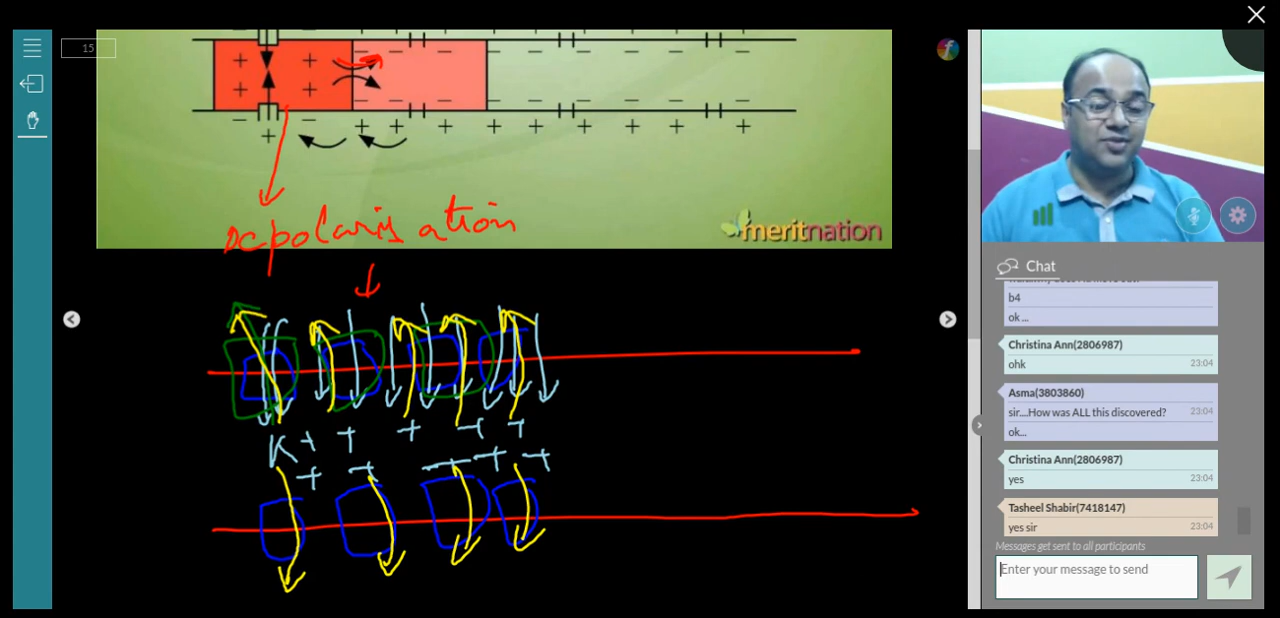 15
depolarisation
meritnation
K+ + + + +
+ + + + +
Chat
b4
ok ...
Christina Ann(2806987)
ohk
23:04
Asma(3803860)
sir....How was ALL this discovered?
23:04
ok...
Christina Ann(2806987)
yes
23:04
Tasheel Shabir(7418147)
yes sir
23:04
Messages get sent to all participants
Enter your message to send